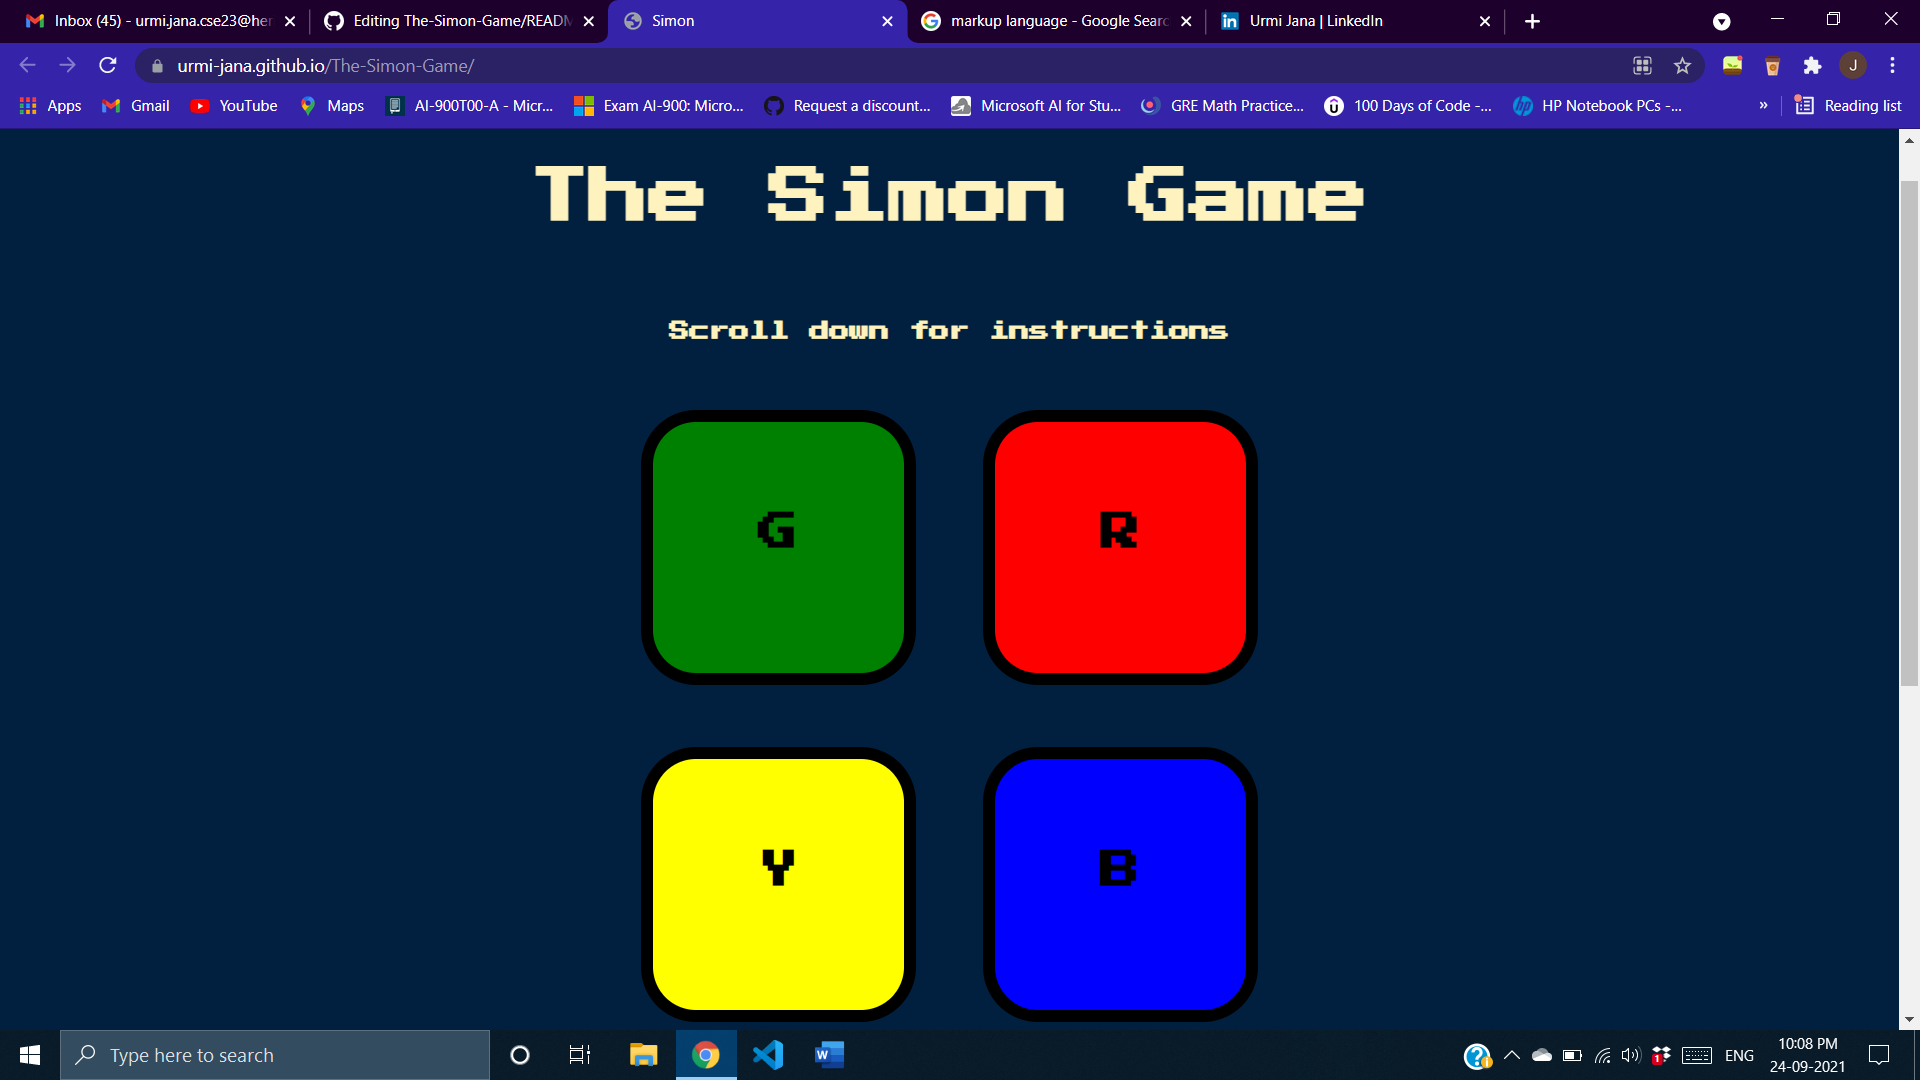 Inbox (45) - urmi.jana.cse23@her
Editing The-Simon-Game/READM
Simon
markup language - Google Searc
Urmi Jana | LinkedIn
urmi-jana.github.io/The-Simon-Game/
J
Apps
Gmail
YouTube
Maps
AI-900T00-A - Micr...
Exam AI-900: Micro...
Request a discount...
Microsoft AI for Stu...
GRE Math Practice...
100 Days of Code -...
HP Notebook PCs -...
»
Reading list
The Simon Game
Scroll down for instructions
G
R
Y
B
Type here to search
ENG
10:08 PM
24-09-2021